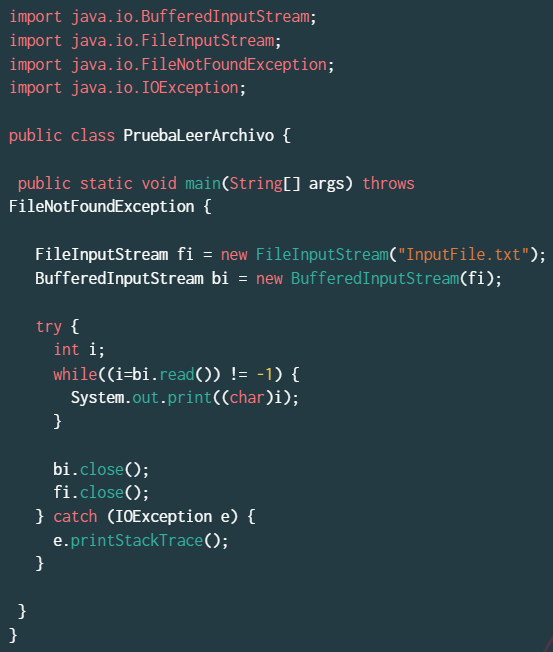 import java.io.BufferedInputStream;
import java.io.FileInputStream;
import java.io.FileNotFoundException;
import java.io.IOException;

public class PruebaLeerArchivo {

 public static void main(String[] args) throws
FileNotFoundException {

   FileInputStream fi = new FileInputStream("InputFile.txt");
   BufferedInputStream bi = new BufferedInputStream(fi);

   try {
     int i;
     while((i=bi.read()) != -1) {
       System.out.print((char)i);
     }

     bi.close();
     fi.close();
   } catch (IOException e) {
     e.printStackTrace();
   }

 }
}